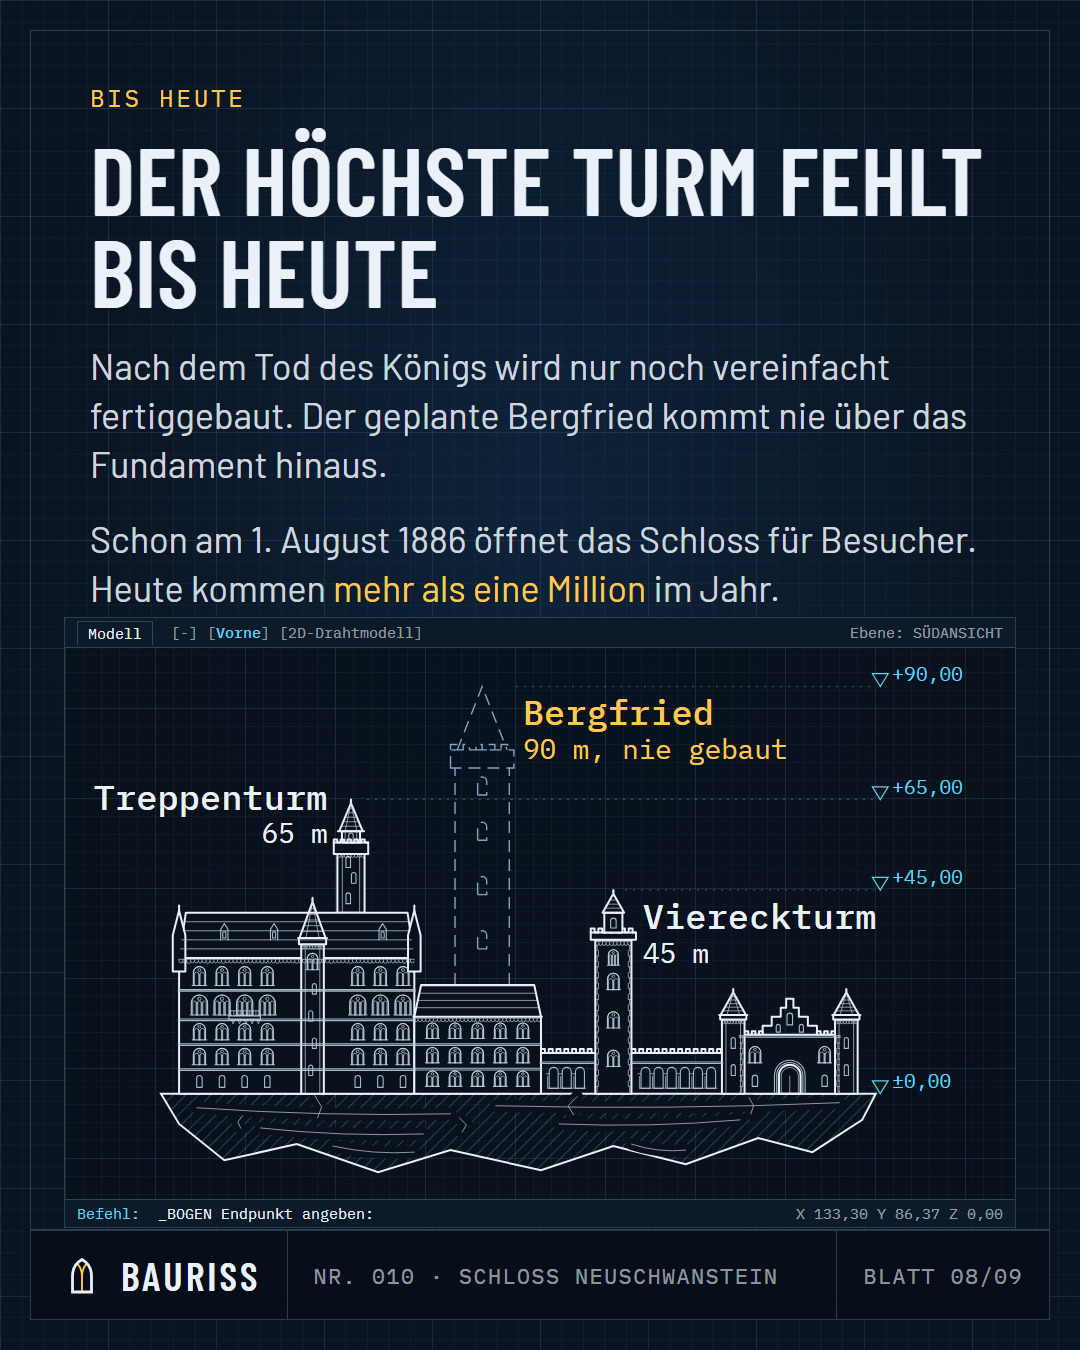 BIS HEUTE
DER HÖCHSTE TURM FEHLT
BIS HEUTE
Nach dem Tod des Königs wird nur noch vereinfacht
fertiggebaut. Der geplante Bergfried kommt nie über das
Fundament hinaus.
Schon am 1. August 1886 öffnet das Schloss für Besucher.
Heute kommen mehr als eine Million im Jahr.
Modell [-] [Vorne] [2D-Drahtmodell] Ebene: SÜDANSICHT
+90,00
Bergfried
90 m, nie gebaut
+65,00
Treppenturm
65 m
+45,00
Viereckturm
45 m
±0,00
Befehl: _BOGEN Endpunkt angeben: X 133,30 Y 86,37 Z 0,00
BAURISS NR. 010 · SCHLOSS NEUSCHWANSTEIN BLATT 08/09